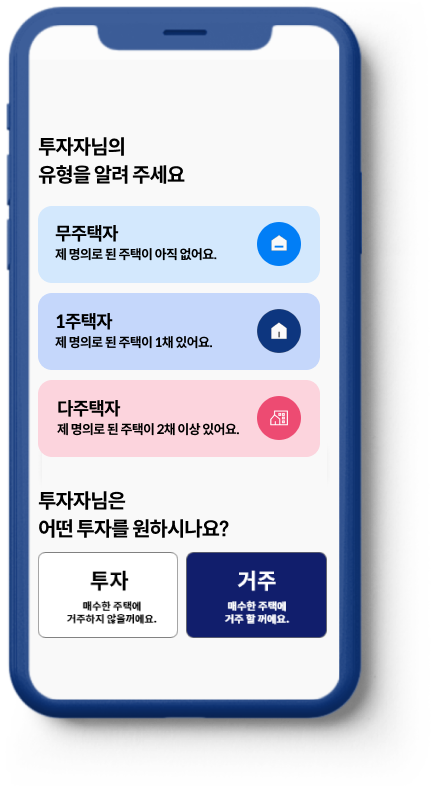 투자자님의
유형을 알려 주세요
무주택자
제 명의로 된 주택이 아직 없어요.
1주택자
제 명의로 된 주택이 1채 있어요.
다주택자
제 명의로 된 주택이 2채 이상 있어요.
투자자님은
어떤 투자를 원하시나요?
투자
매수한 주택에
거주하지 않을꺼예요.
거주
매수한 주택에
거주 할 꺼예요.